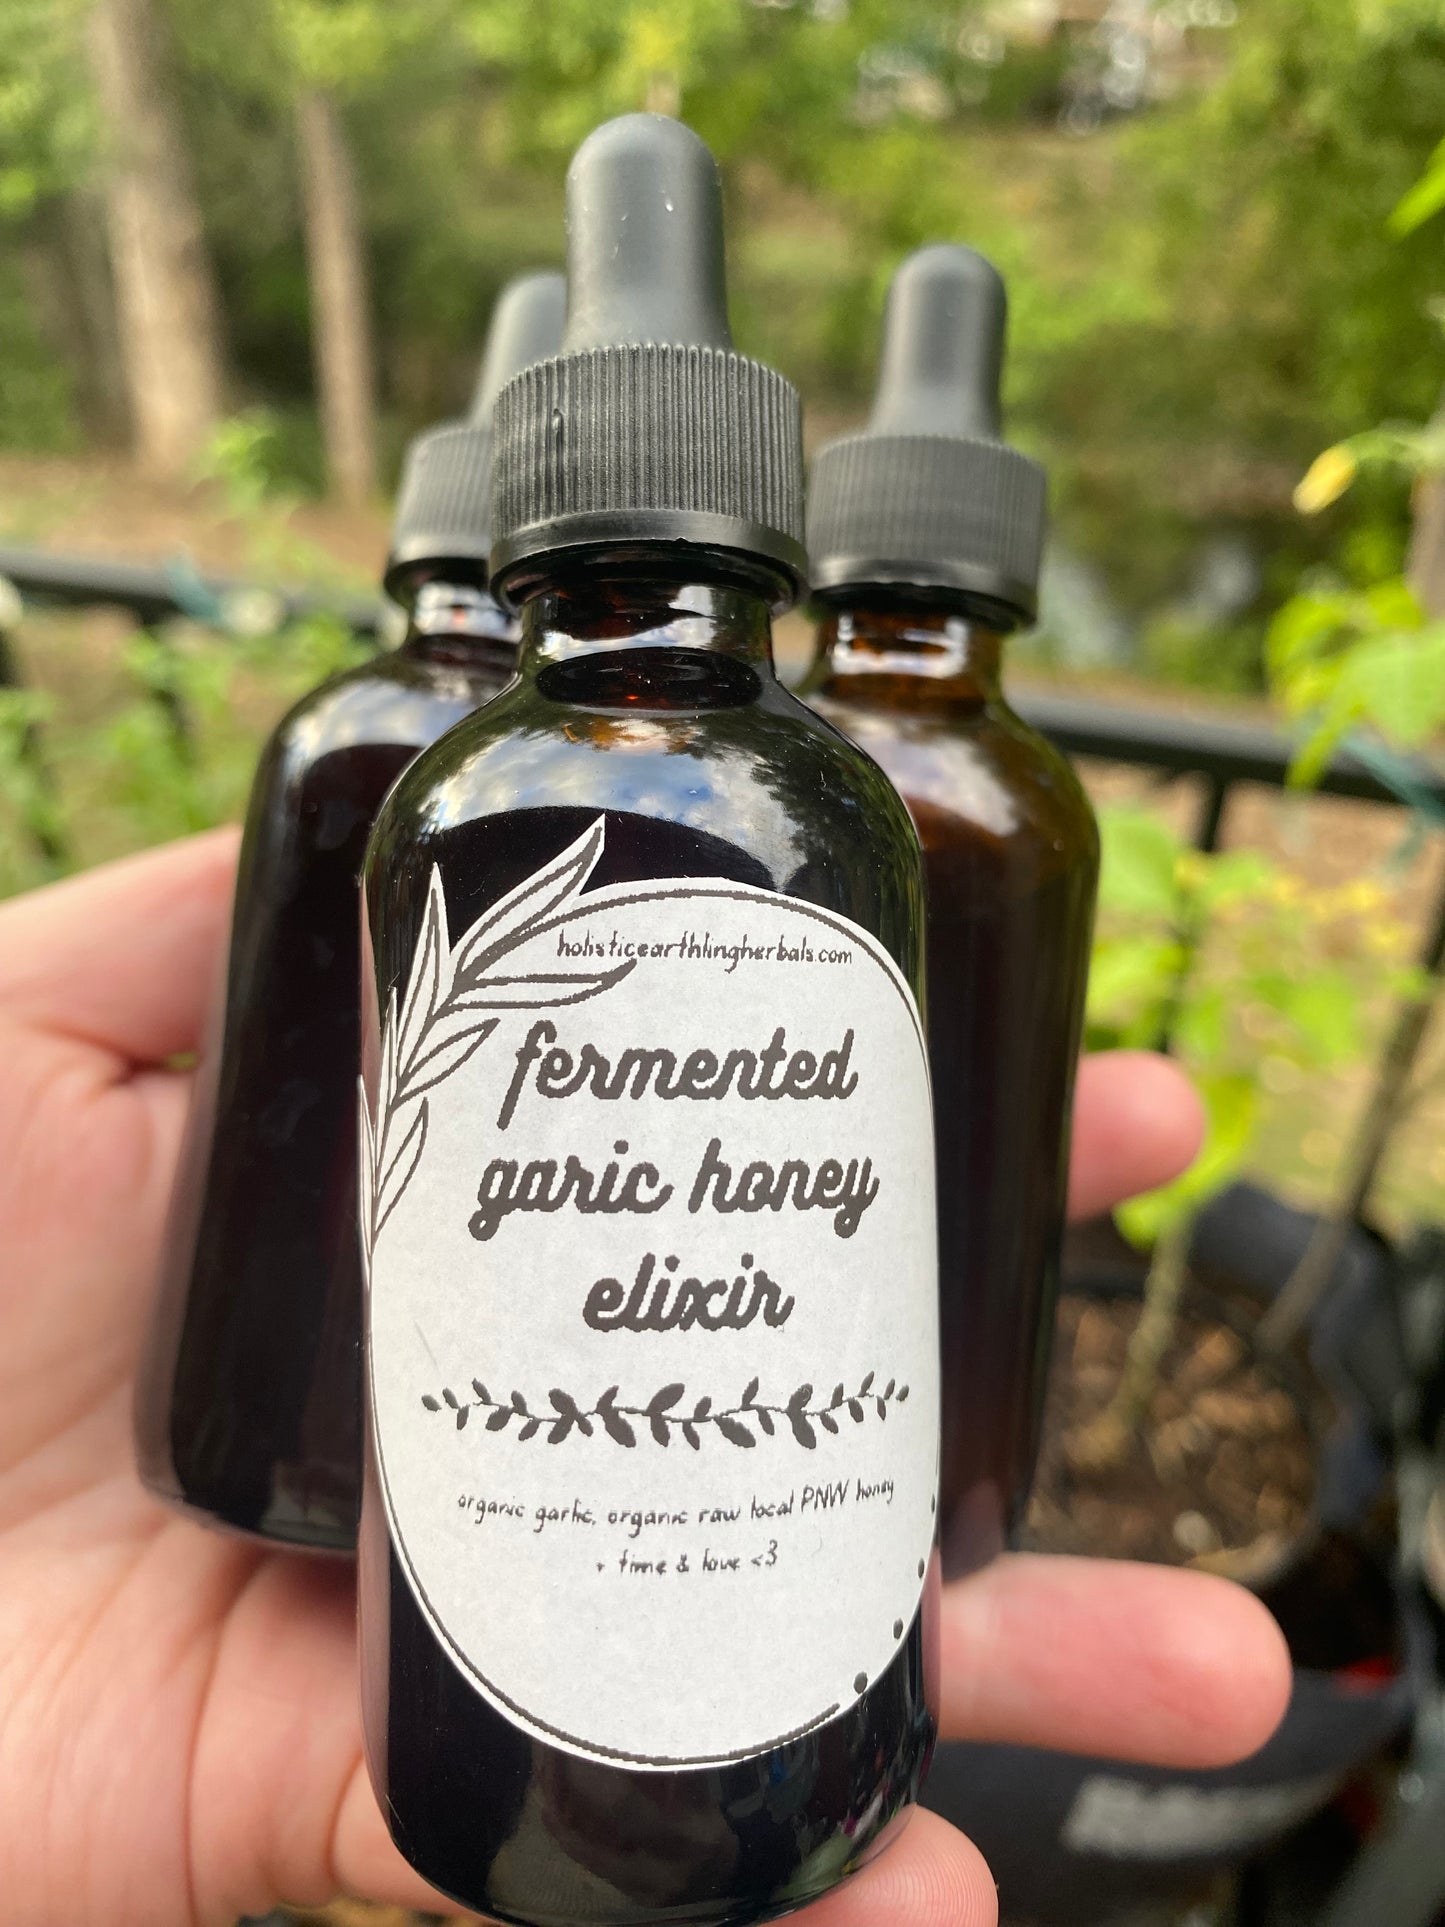 holisticearthlingherbals.com
fermented
garic honey
elixir
organic garlic, organic raw local PNW honey
+ time & love <3